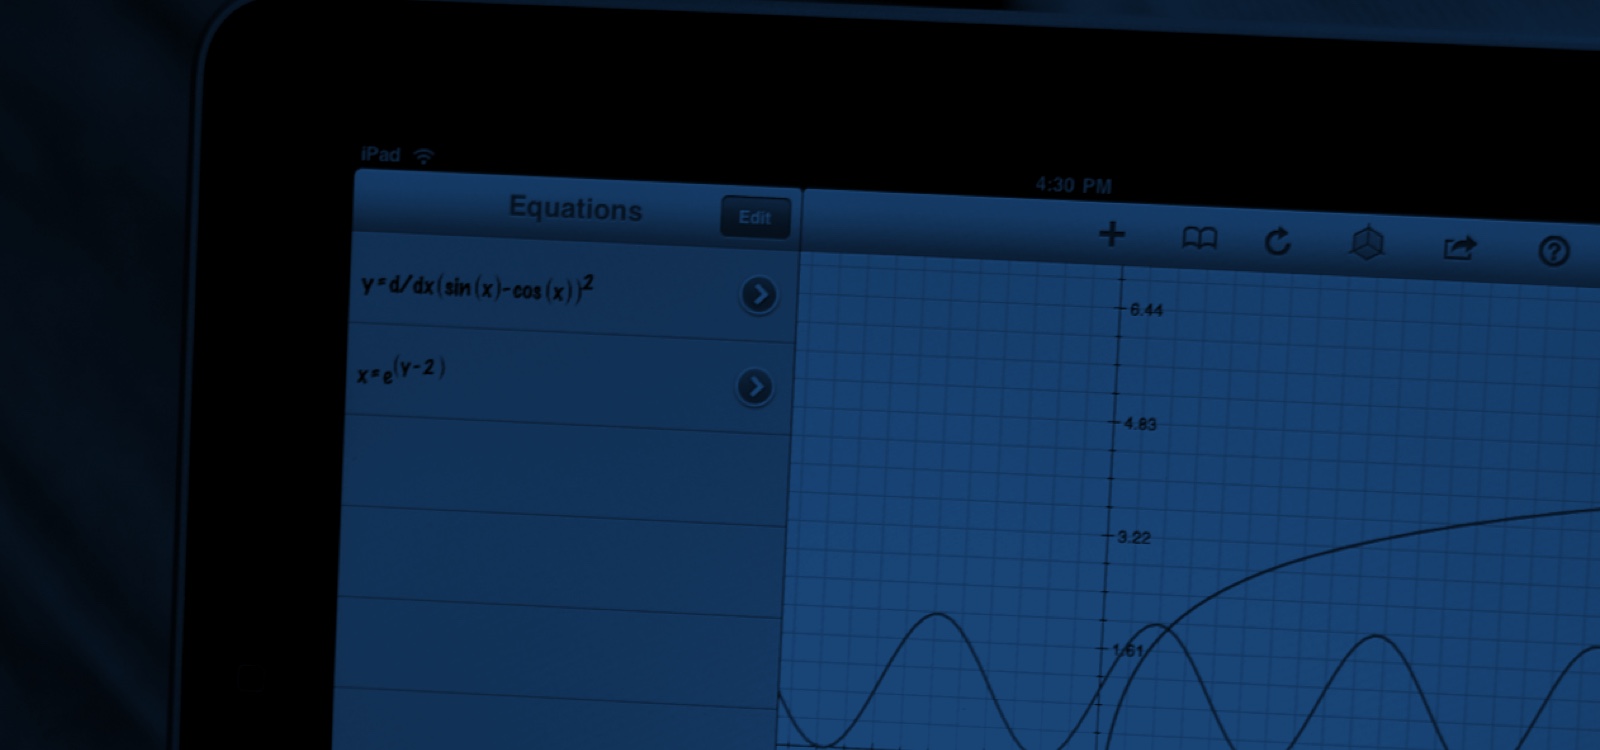 iPad
4:30 PM
Equations
Edit
y=d/dx(sin(x)-cos(x))²
x=e^(y-2)
6.44
4.83
3.22
1.61